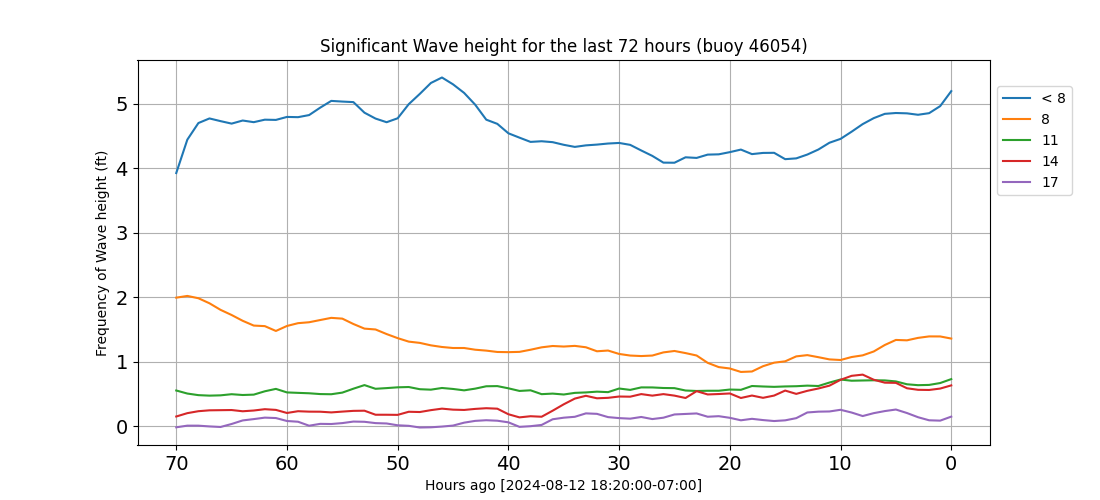 Significant Wave height for the last 72 hours (buoy 46054)
Frequency of Wave height (ft)
5
4
3
2
1
0
70 60 50 40 30 20 10 0
Hours ago [2024-08-12 18:20:00-07:00]
< 8
8
11
14
17